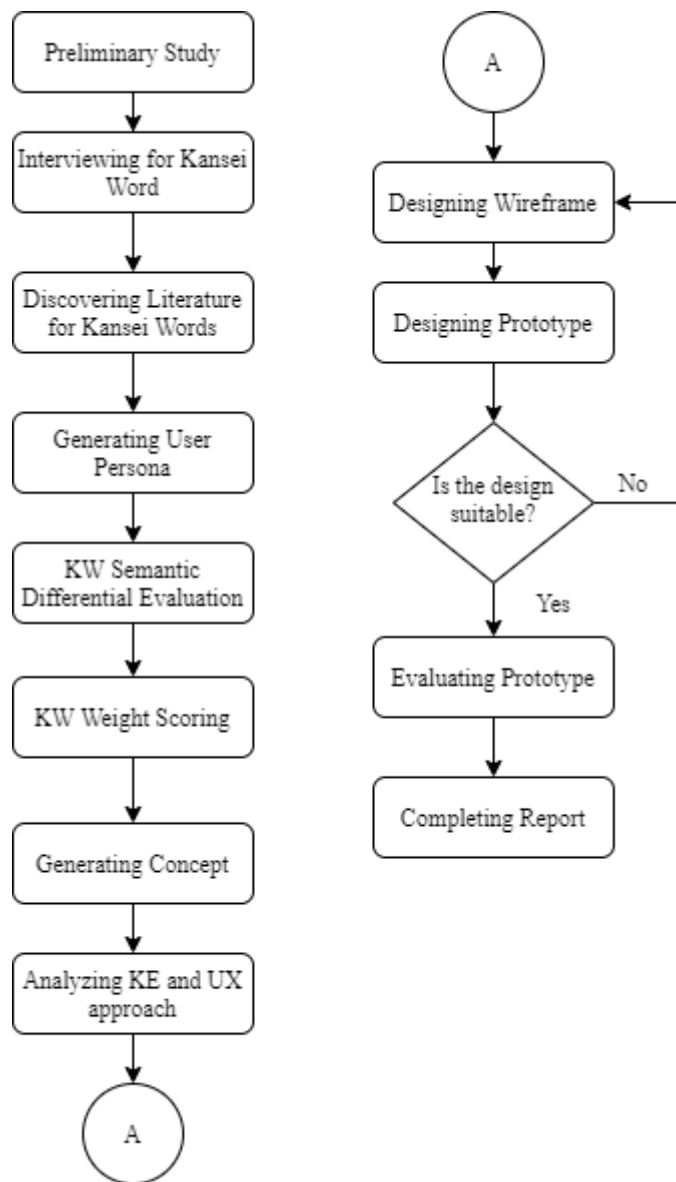 Preliminary Study
Interviewing for Kansei
Word
Discovering Literature
for Kansei Words
Generating User
Persona
KW Semantic
Differential Evaluation
KW Weight Scoring
Generating Concept
Analyzing KE and UX
approach
A
A
Designing Wireframe
Designing Prototype
Is the design
suitable?
No
Yes
Evaluating Prototype
Completing Report